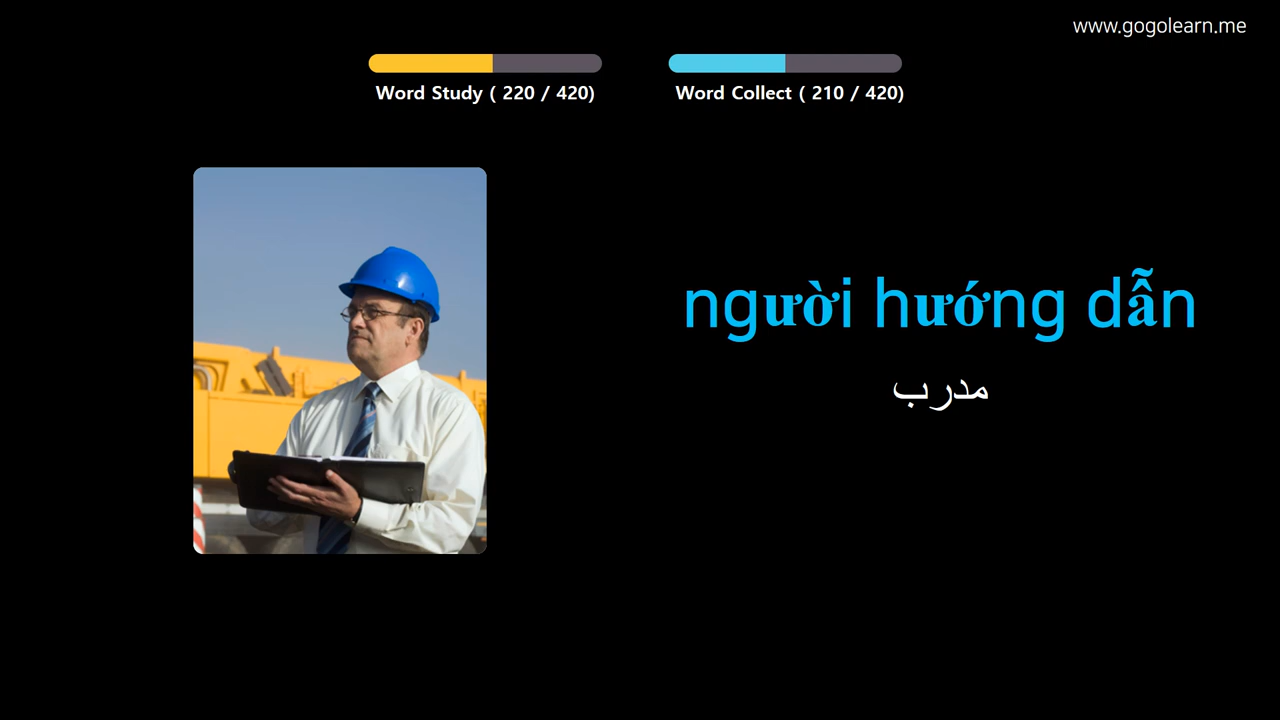 www.gogolearn.me
Word Study ( 220 / 420)
Word Collect ( 210 / 420)
người hướng dẫn
مدرب